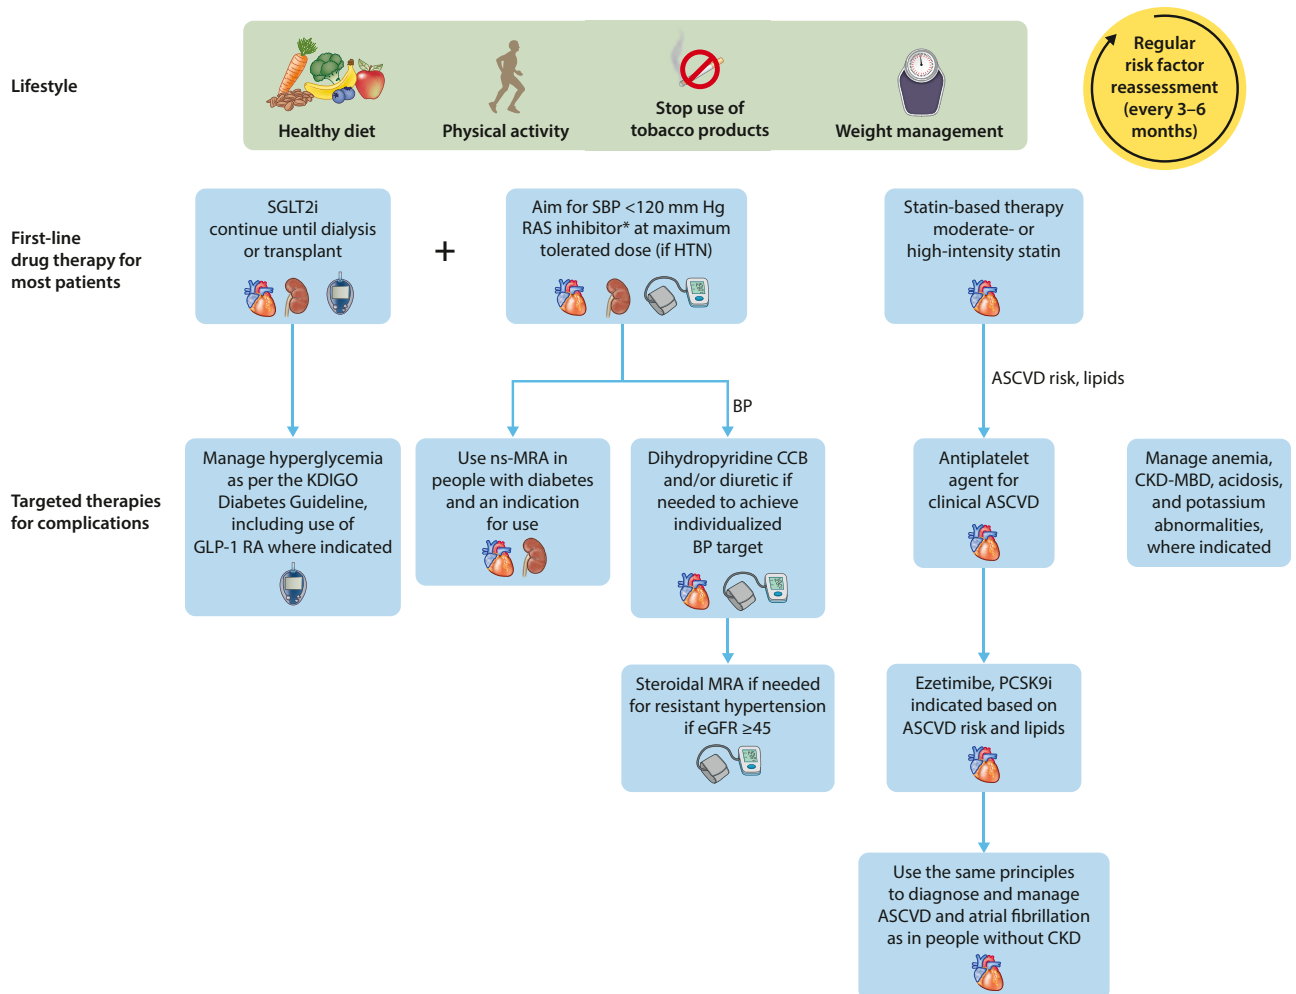 Lifestyle
Healthy diet
Physical activity
Stop use of
tobacco products
Weight management
Regular
risk factor
reassessment
(every 3–6
months)
First-line
drug therapy for
most patients
SGLT2i
continue until dialysis
or transplant
+
Aim for SBP <120 mm Hg
RAS inhibitor* at maximum
tolerated dose (if HTN)
Statin-based therapy
moderate- or
high-intensity statin
ASCVD risk, lipids
BP
Targeted therapies
for complications
Manage hyperglycemia
as per the KDIGO
Diabetes Guideline,
including use of
GLP-1 RA where indicated
Use ns-MRA in
people with diabetes
and an indication
for use
Dihydropyridine CCB
and/or diuretic if
needed to achieve
individualized
BP target
Antiplatelet
agent for
clinical ASCVD
Manage anemia,
CKD-MBD, acidosis,
and potassium
abnormalities,
where indicated
Steroidal MRA if needed
for resistant hypertension
if eGFR ≥45
Ezetimibe, PCSK9i
indicated based on
ASCVD risk and lipids
Use the same principles
to diagnose and manage
ASCVD and atrial fibrillation
as in people without CKD